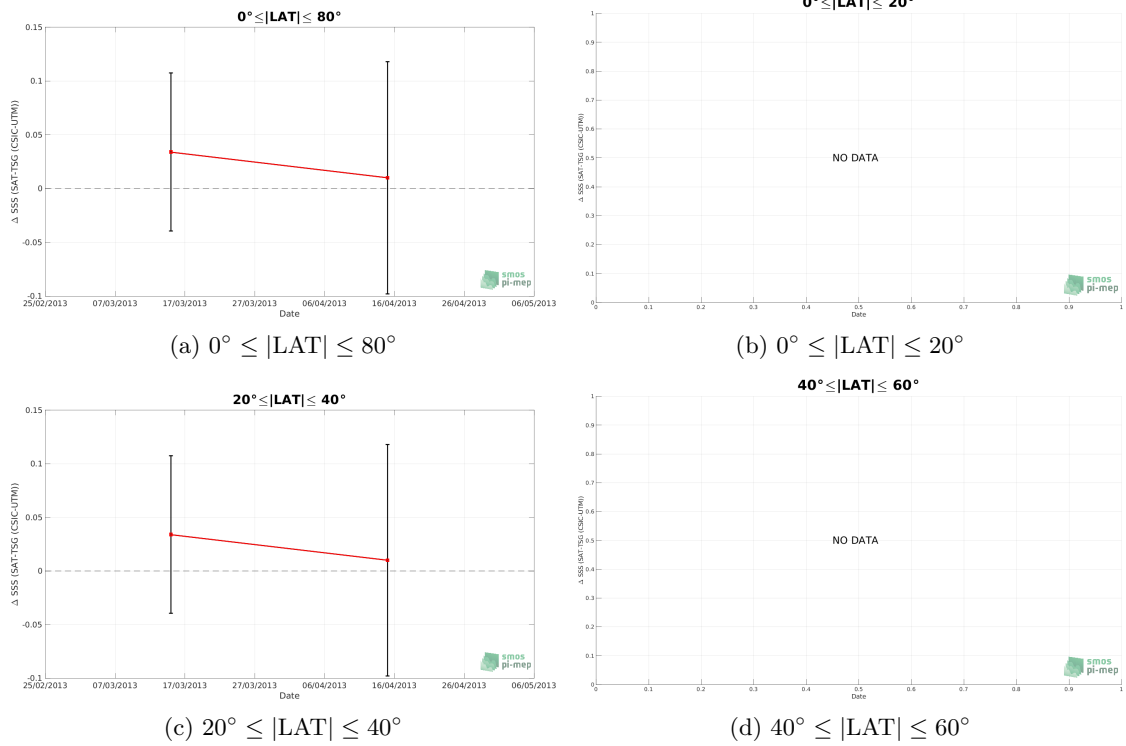 0°≤|LAT|≤ 80°
0.15
0.1
0.05
0
-0.05
-0.1
Δ SSS (SAT-TSG (CSIC-UTM))
25/02/2013 07/03/2013 17/03/2013 27/03/2013 06/04/2013 16/04/2013 26/04/2013 06/05/2013
Date
smos
pi-mep
(a) 0° ≤ |LAT| ≤ 80°
0°≤|LAT|≤ 20°
1
0.9
0.8
0.7
0.6
0.5
0.4
0.3
0.2
0.1
0
Δ SSS (SAT-TSG (CSIC-UTM))
NO DATA
0 0.1 0.2 0.3 0.4 0.5 0.6 0.7 0.8 0.9 1
Date
smos
pi-mep
(b) 0° ≤ |LAT| ≤ 20°
20°≤|LAT|≤ 40°
0.15
0.1
0.05
0
-0.05
-0.1
Δ SSS (SAT-TSG (CSIC-UTM))
25/02/2013 07/03/2013 17/03/2013 27/03/2013 06/04/2013 16/04/2013 26/04/2013 06/05/2013
Date
smos
pi-mep
(c) 20° ≤ |LAT| ≤ 40°
40°≤|LAT|≤ 60°
1
0.9
0.8
0.7
0.6
0.5
0.4
0.3
0.2
0.1
0
Δ SSS (SAT-TSG (CSIC-UTM))
NO DATA
0 0.1 0.2 0.3 0.4 0.5 0.6 0.7 0.8 0.9 1
Date
smos
pi-mep
(d) 40° ≤ |LAT| ≤ 60°